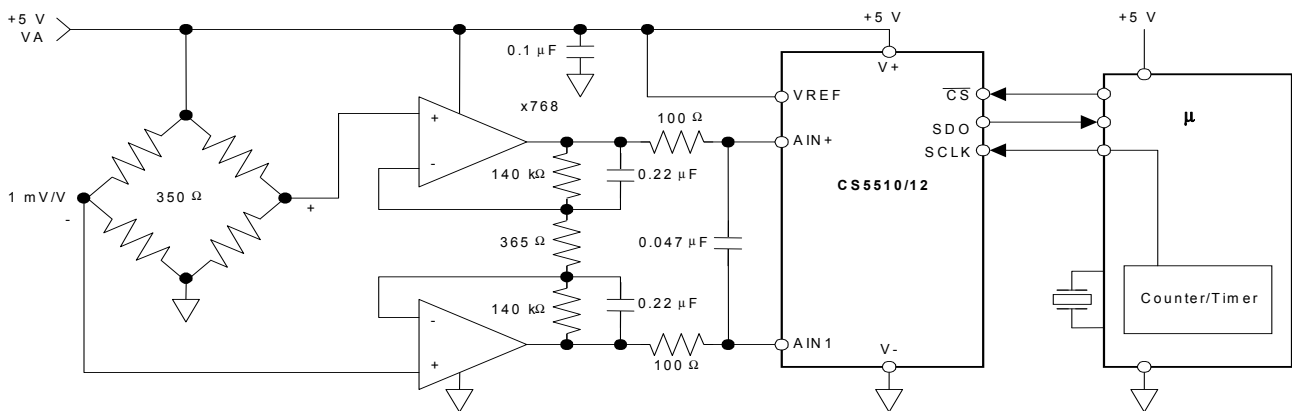 +5 V
VA
0.1 µF
+5 V
V+
+5 V
x768
VREF
CS
SDO
SCLK
µ
+
-
100 Ω
AIN+
140 kΩ
0.22 µF
1 mV/V
-
350 Ω
+
CS5510/12
365 Ω
0.047 µF
140 kΩ
0.22 µF
Counter/Timer
-
+
100 Ω
AIN1
V-